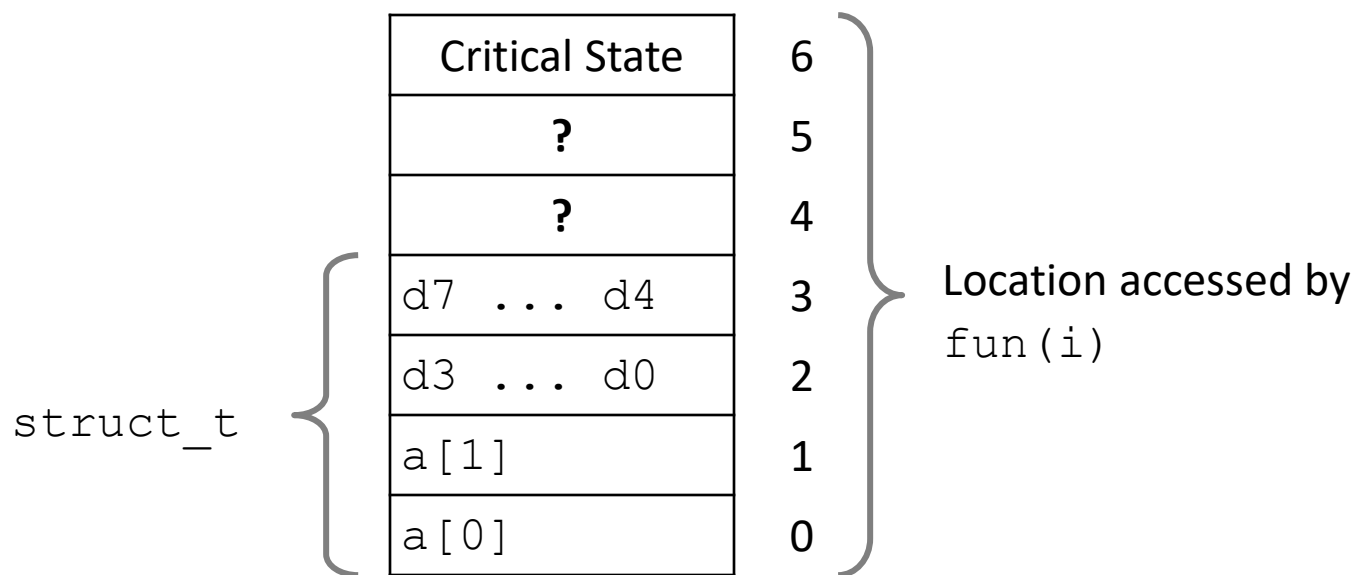 Critical State 6
? 5
? 4
d7 ... d4 3
d3 ... d0 2
a[1] 1
a[0] 0
struct_t
Location accessed by
fun(i)